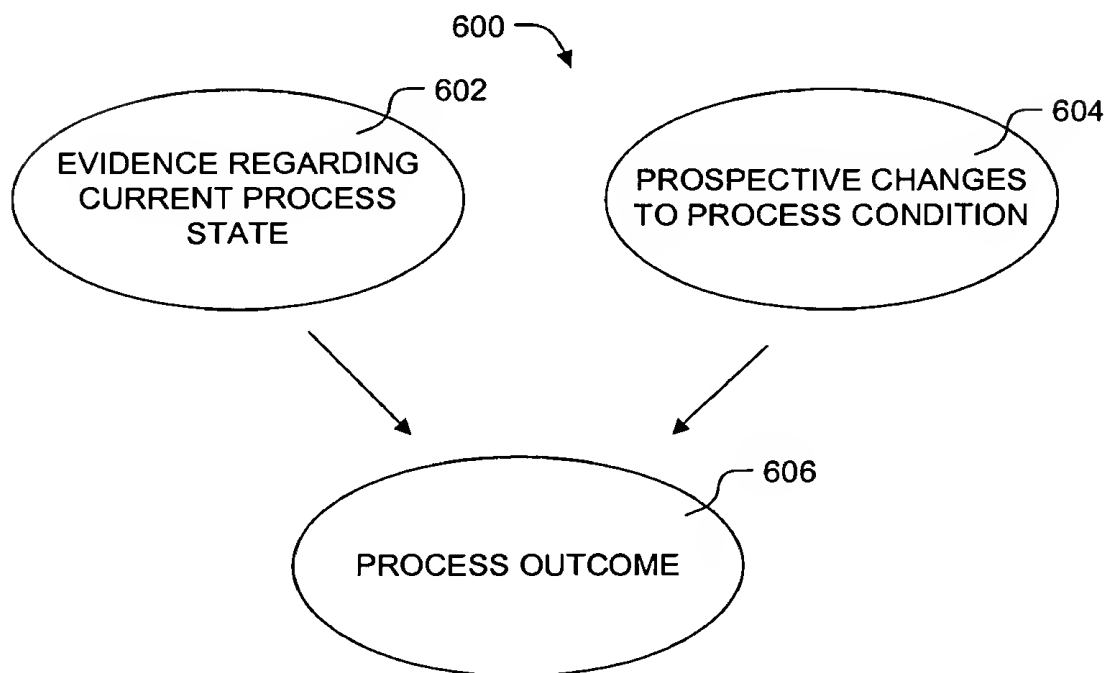 600
602
EVIDENCE REGARDING
CURRENT PROCESS
STATE
604
PROSPECTIVE CHANGES
TO PROCESS CONDITION
606
PROCESS OUTCOME